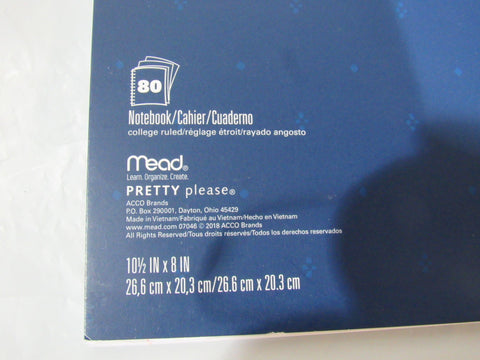 80
Notebook/Cahier/Cuaderno
college ruled/réglage étroit/rayado angosto
mead®
Learn. Organize. Create.
PRETTY please®
ACCO Brands
P.O. Box 290001, Dayton, Ohio 45429
Made in Vietnam/Fabriqué au Vietnam/Hecho en Vietnam
www.mead.com 07046 © 2018 ACCO Brands
All Rights Reserved/Tous droits réservés/Todos los derechos reservados
10½ IN x 8 IN
26,6 cm x 20,3 cm/26.6 cm x 20.3 cm